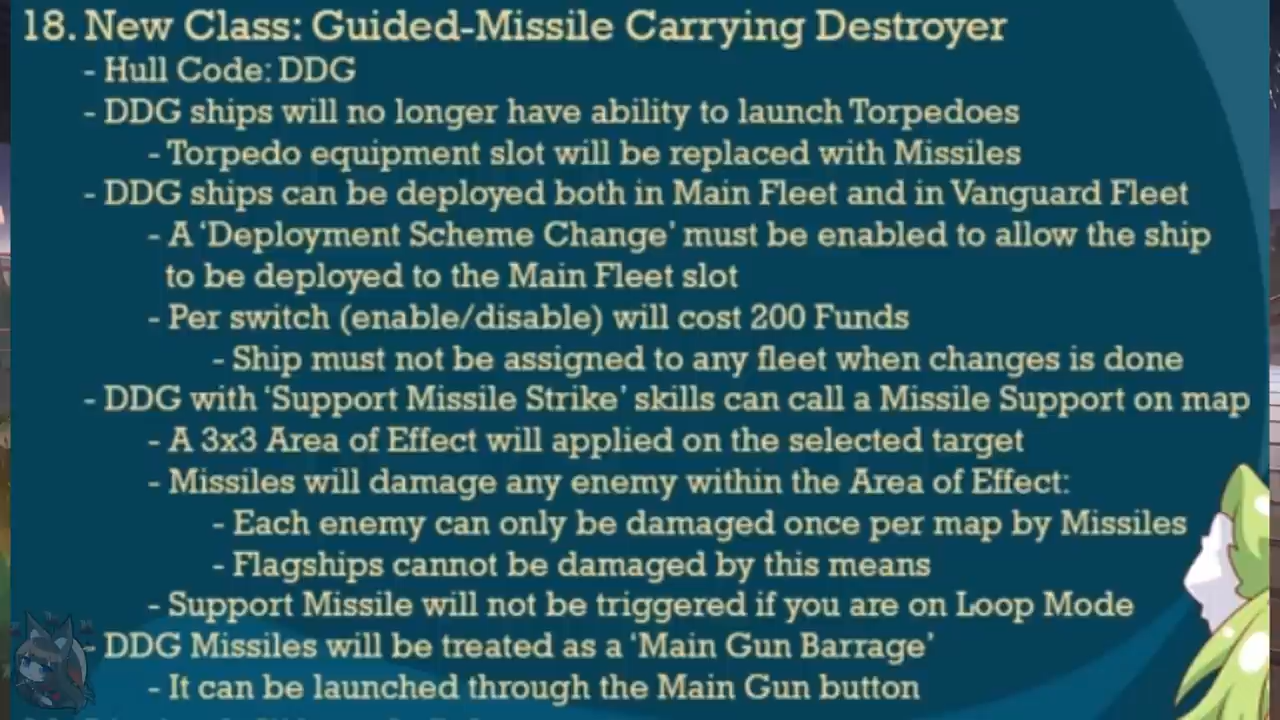 18. New Class: Guided-Missile Carrying Destroyer
- Hull Code: DDG
- DDG ships will no longer have ability to launch Torpedoes
- Torpedo equipment slot will be replaced with Missiles
- DDG ships can be deployed both in Main Fleet and in Vanguard Fleet
- A 'Deployment Scheme Change' must be enabled to allow the ship
to be deployed to the Main Fleet slot
- Per switch (enable/disable) will cost 200 Funds
- Ship must not be assigned to any fleet when changes is done
- DDG with 'Support Missile Strike' skills can call a Missile Support on map
- A 3x3 Area of Effect will applied on the selected target
- Missiles will damage any enemy within the Area of Effect:
- Each enemy can only be damaged once per map by Missiles
- Flagships cannot be damaged by this means
- Support Missile will not be triggered if you are on Loop Mode
- DDG Missiles will be treated as a 'Main Gun Barrage'
- It can be launched through the Main Gun button